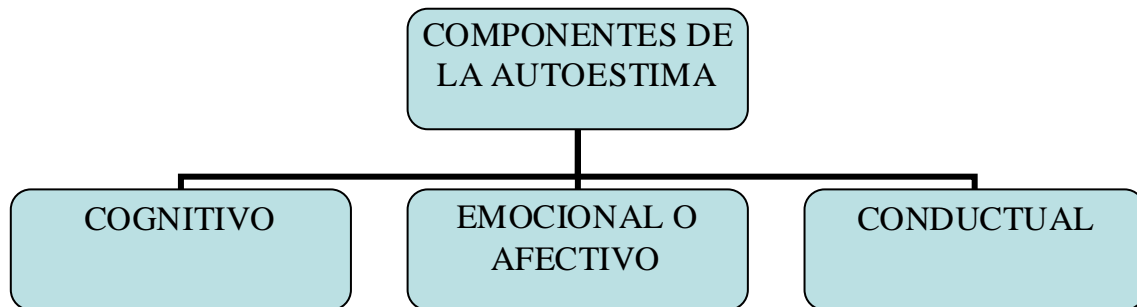 COMPONENTES DE
LA AUTOESTIMA
COGNITIVO
EMOCIONAL O
AFECTIVO
CONDUCTUAL